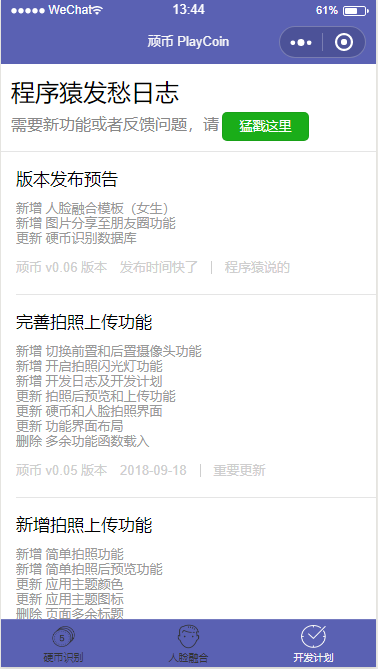 WeChat 13:44 61%
顽币 PlayCoin
程序猿发愁日志
需要新功能或者反馈问题，请 猛戳这里
版本发布预告
新增 人脸融合模板（女生）
新增 图片分享至朋友圈功能
更新 硬币识别数据库
顽币 v0.06 版本 发布时间快了 | 程序猿说的
完善拍照上传功能
新增 切换前置和后置摄像头功能
新增 开启拍照闪光灯功能
新增 开发日志及开发计划
更新 拍照后预览和上传功能
更新 硬币和人脸拍照界面
更新 功能界面布局
删除 多余功能函数载入
顽币 v0.05 版本 2018-09-18 | 重要更新
新增拍照上传功能
新增 简单拍照功能
新增 简单拍照后预览功能
更新 应用主题颜色
更新 应用主题图标
删除 页面多余标题
5
硬币识别 人脸融合 开发计划